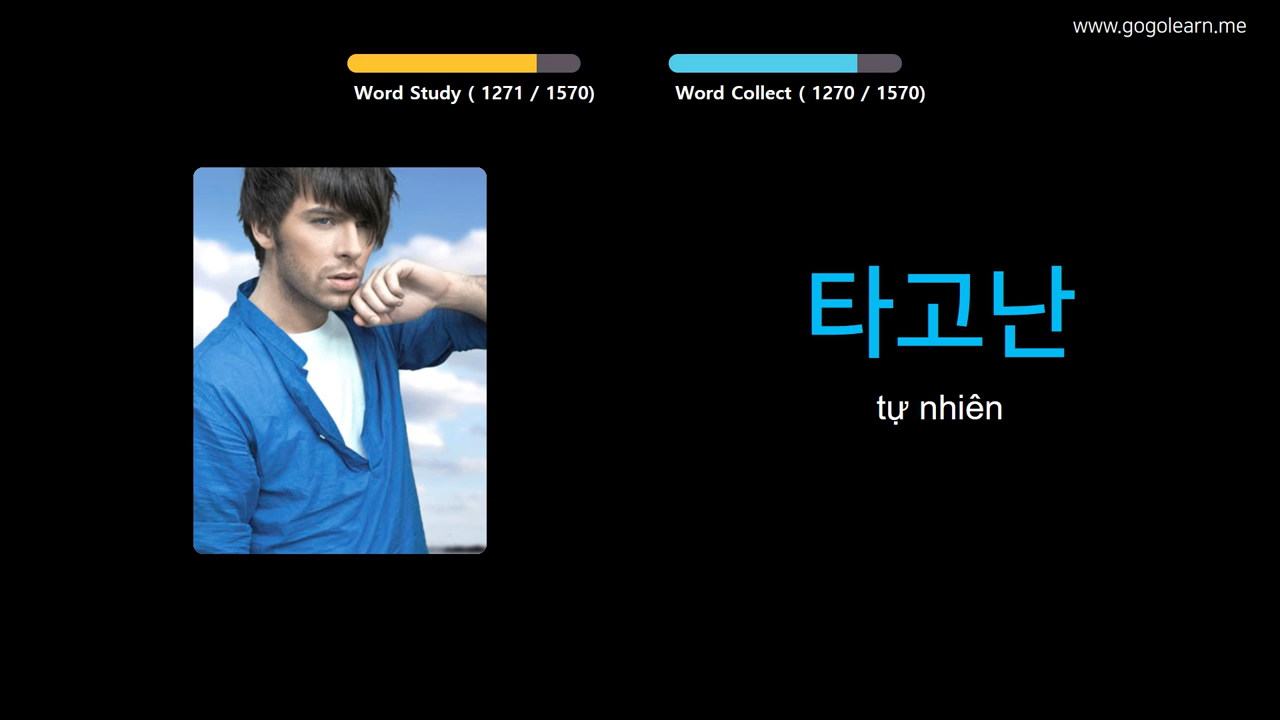 www.gogolearn.me
Word Study ( 1271 / 1570)
Word Collect ( 1270 / 1570)
타고난
tự nhiên